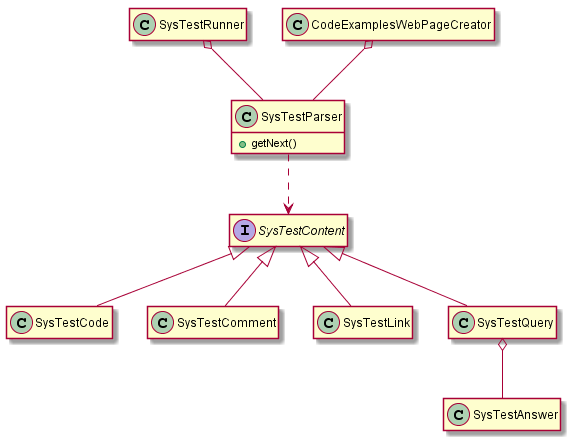 C SysTestRunner
C CodeExamplesWebPageCreator
C SysTestParser
getNext()
I SysTestContent
C SysTestCode
C SysTestComment
C SysTestLink
C SysTestQuery
C SysTestAnswer